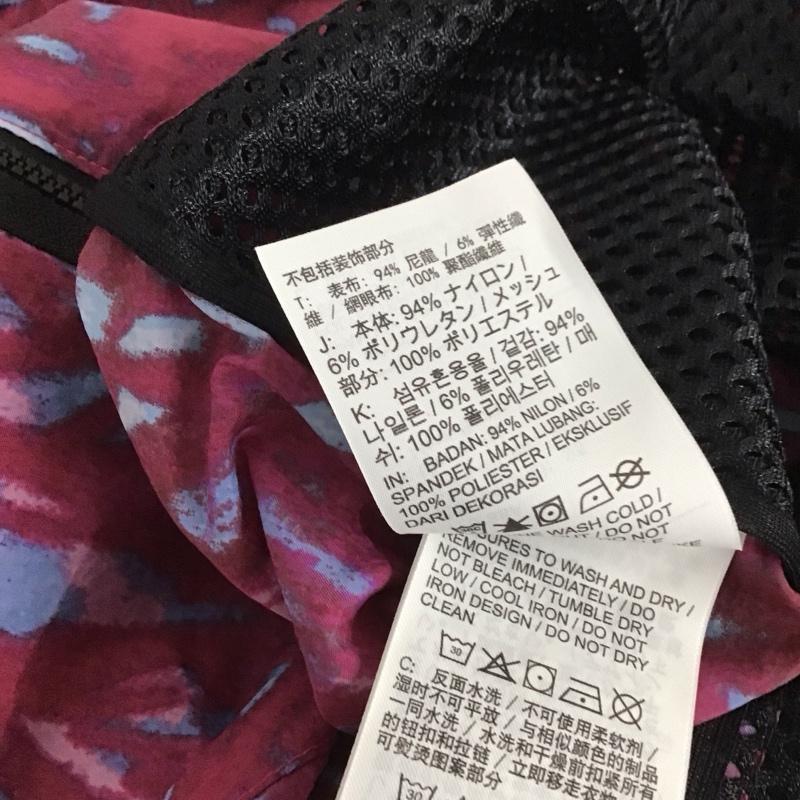 不包括装饰部分
T: 表布: 94% 尼龍 / 6% 彈性纖
維 / 網眼布: 100% 聚酯纖維
J: 本体: 94% ナイロン /
6% ポリウレタン / メッシュ
部分: 100% ポリエステル
K: 섬유혼용율 / 겉감: 94%
나일론 / 6% 폴리우레탄 / 매
쉬: 100% 폴리에스터
IN: BADAN: 94% NILON / 6%
SPANDEK / MATA LUBANG:
100% POLIESTER / EKSKLUSIF
DARI DEKORASI
WASH COLD /
DO NOT
TO WASH AND DRY /
REMOVE IMMEDIATELY / DO
NOT BLEACH / TUMBLE DRY
LOW / COOL IRON / DO NOT
IRON DESIGN / DO NOT DRY
CLEAN
30
C: 反面水洗 / 不可使用柔软剂 /
湿时不可平放 / 与相似颜色的制品
一同水洗 / 水洗和干燥前扣紧所有
的钮扣和拉链 / 立即移走衣
可熨烫图案部分
30